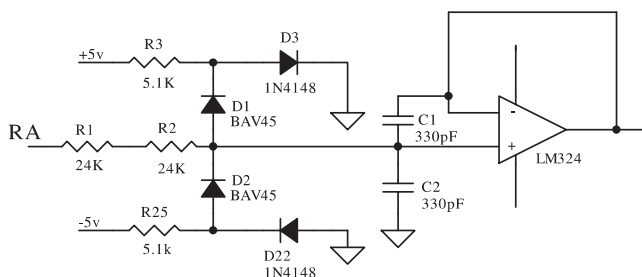 +5v
R3
5.1K
D3
1N4148
D1
BAV45
RA
R1
24K
R2
24K
C1
330pF
-
+
LM324
D2
BAV45
C2
330pF
-5v
R25
5.1k
D22
1N4148